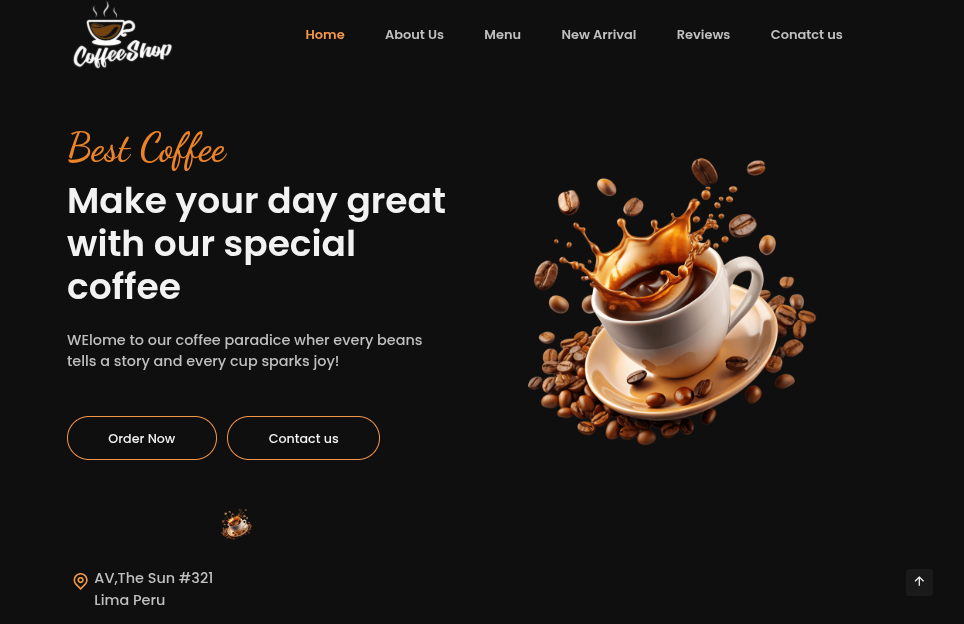 CoffeeShop
Home About Us Menu New Arrival Reviews Conatct us
Best Coffee
Make your day great
with our special
coffee
WElome to our coffee paradice wher every beans
tells a story and every cup sparks joy!
Order Now Contact us
AV,The Sun #321
Lima Peru